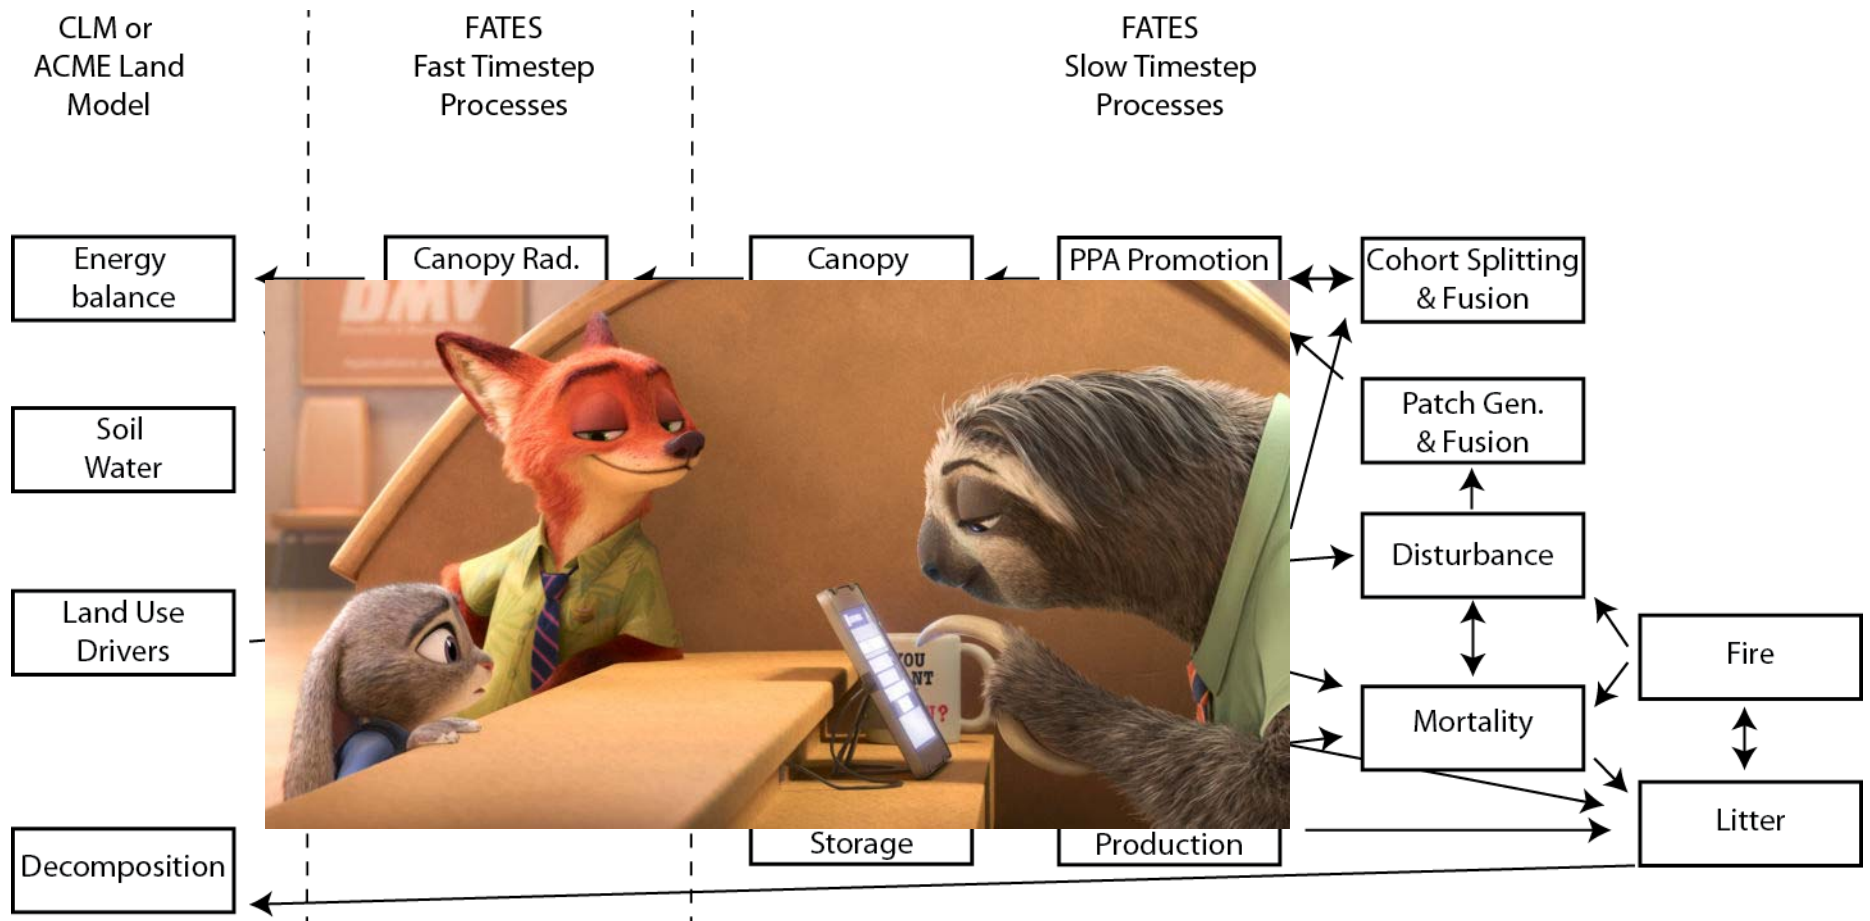 CLM or
ACME Land
Model
FATES
Fast Timestep
Processes
FATES
Slow Timestep
Processes
Energy
balance
Canopy Rad.
Canopy
PPA Promotion
Cohort Splitting
& Fusion
DMV
Soil
Water
Patch Gen.
& Fusion
Disturbance
Land Use
Drivers
Fire
YOU
NT
?
Mortality
Litter
Storage
Production
Decomposition